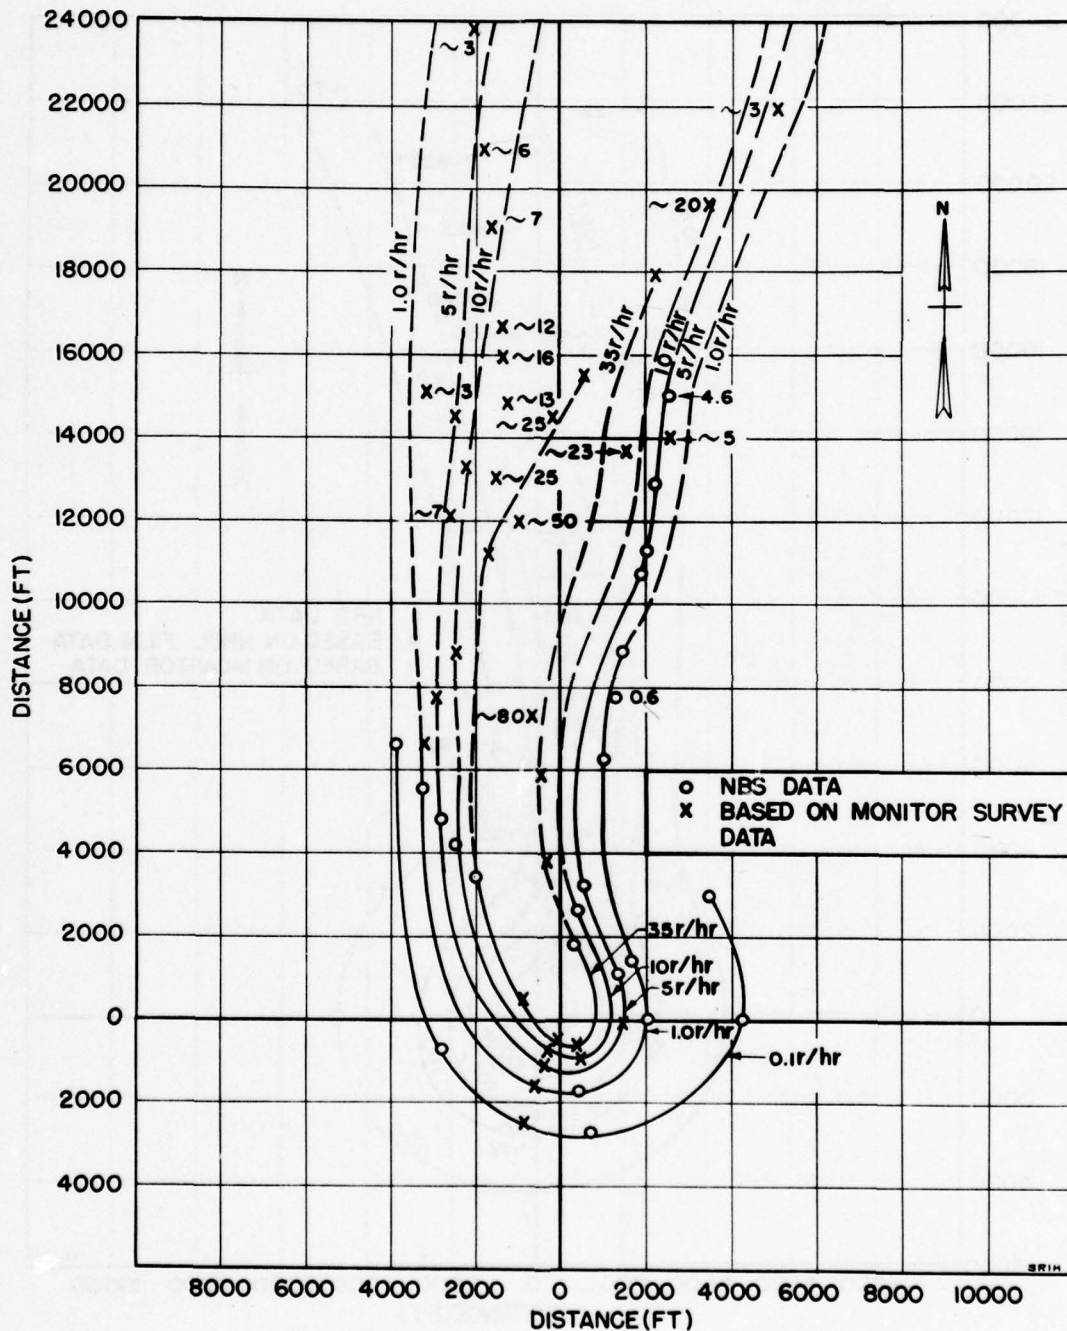 24000
22000
20000
18000
16000
14000
12000
10000
8000
6000
4000
2000
0
2000
4000
DISTANCE (FT)
8000 6000 4000 2000 0 2000 4000 6000 8000 10000
DISTANCE (FT)
N
~3
~6
~7
1.0 r/hr
5 r/hr
10 r/hr
~3
~20X
~12
~16
~3
~13
~25
~25
~7
~50
35 r/hr
10 r/hr
5 r/hr
1.0 r/hr
4.6
~5
~23
~80X
0.6
O NBS DATA
X BASED ON MONITOR SURVEY
DATA
35 r/hr
10 r/hr
5 r/hr
1.0 r/hr
0.1 r/hr
SRIH